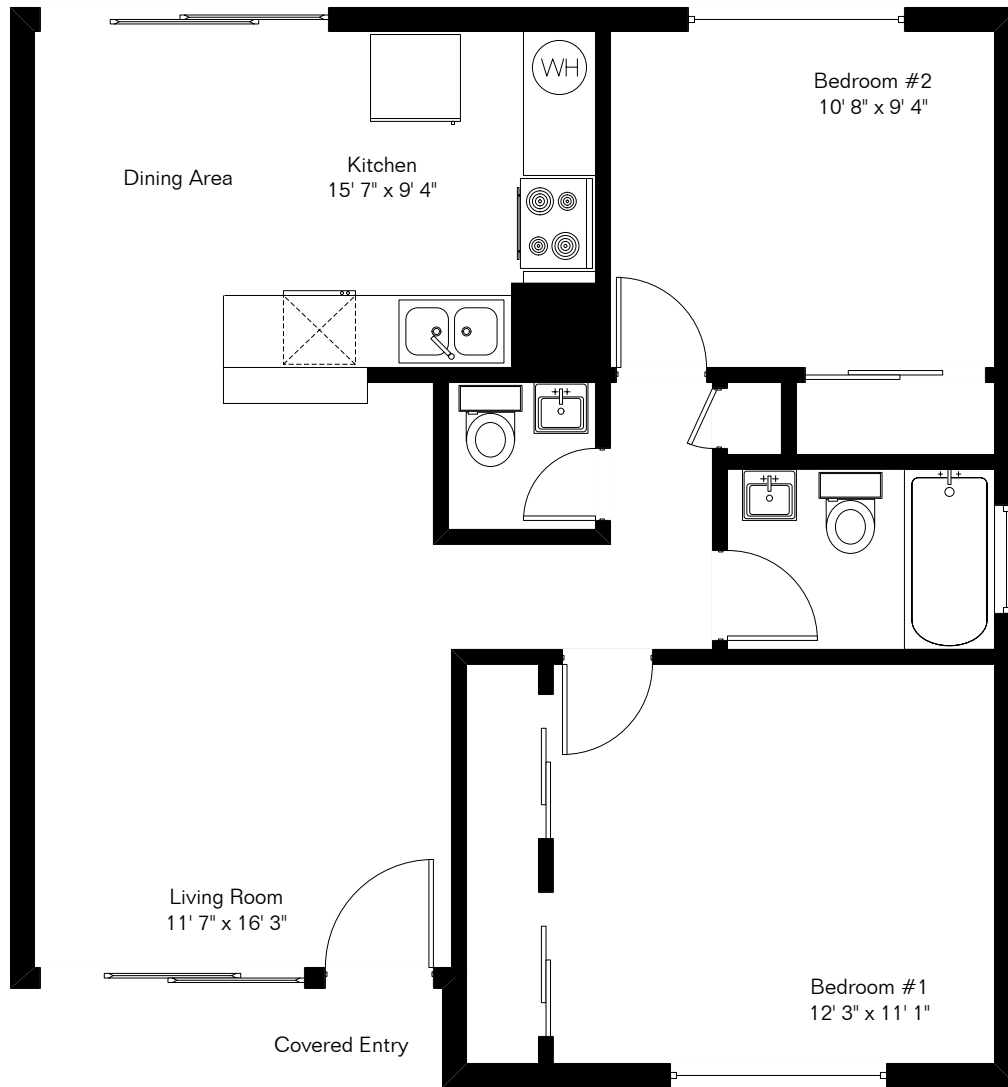 WH
Bedroom #2
10' 8" x 9' 4"
Kitchen
15' 7" x 9' 4"
Dining Area
Living Room
11' 7" x 16' 3"
Bedroom #1
12' 3" x 11' 1"
Covered Entry